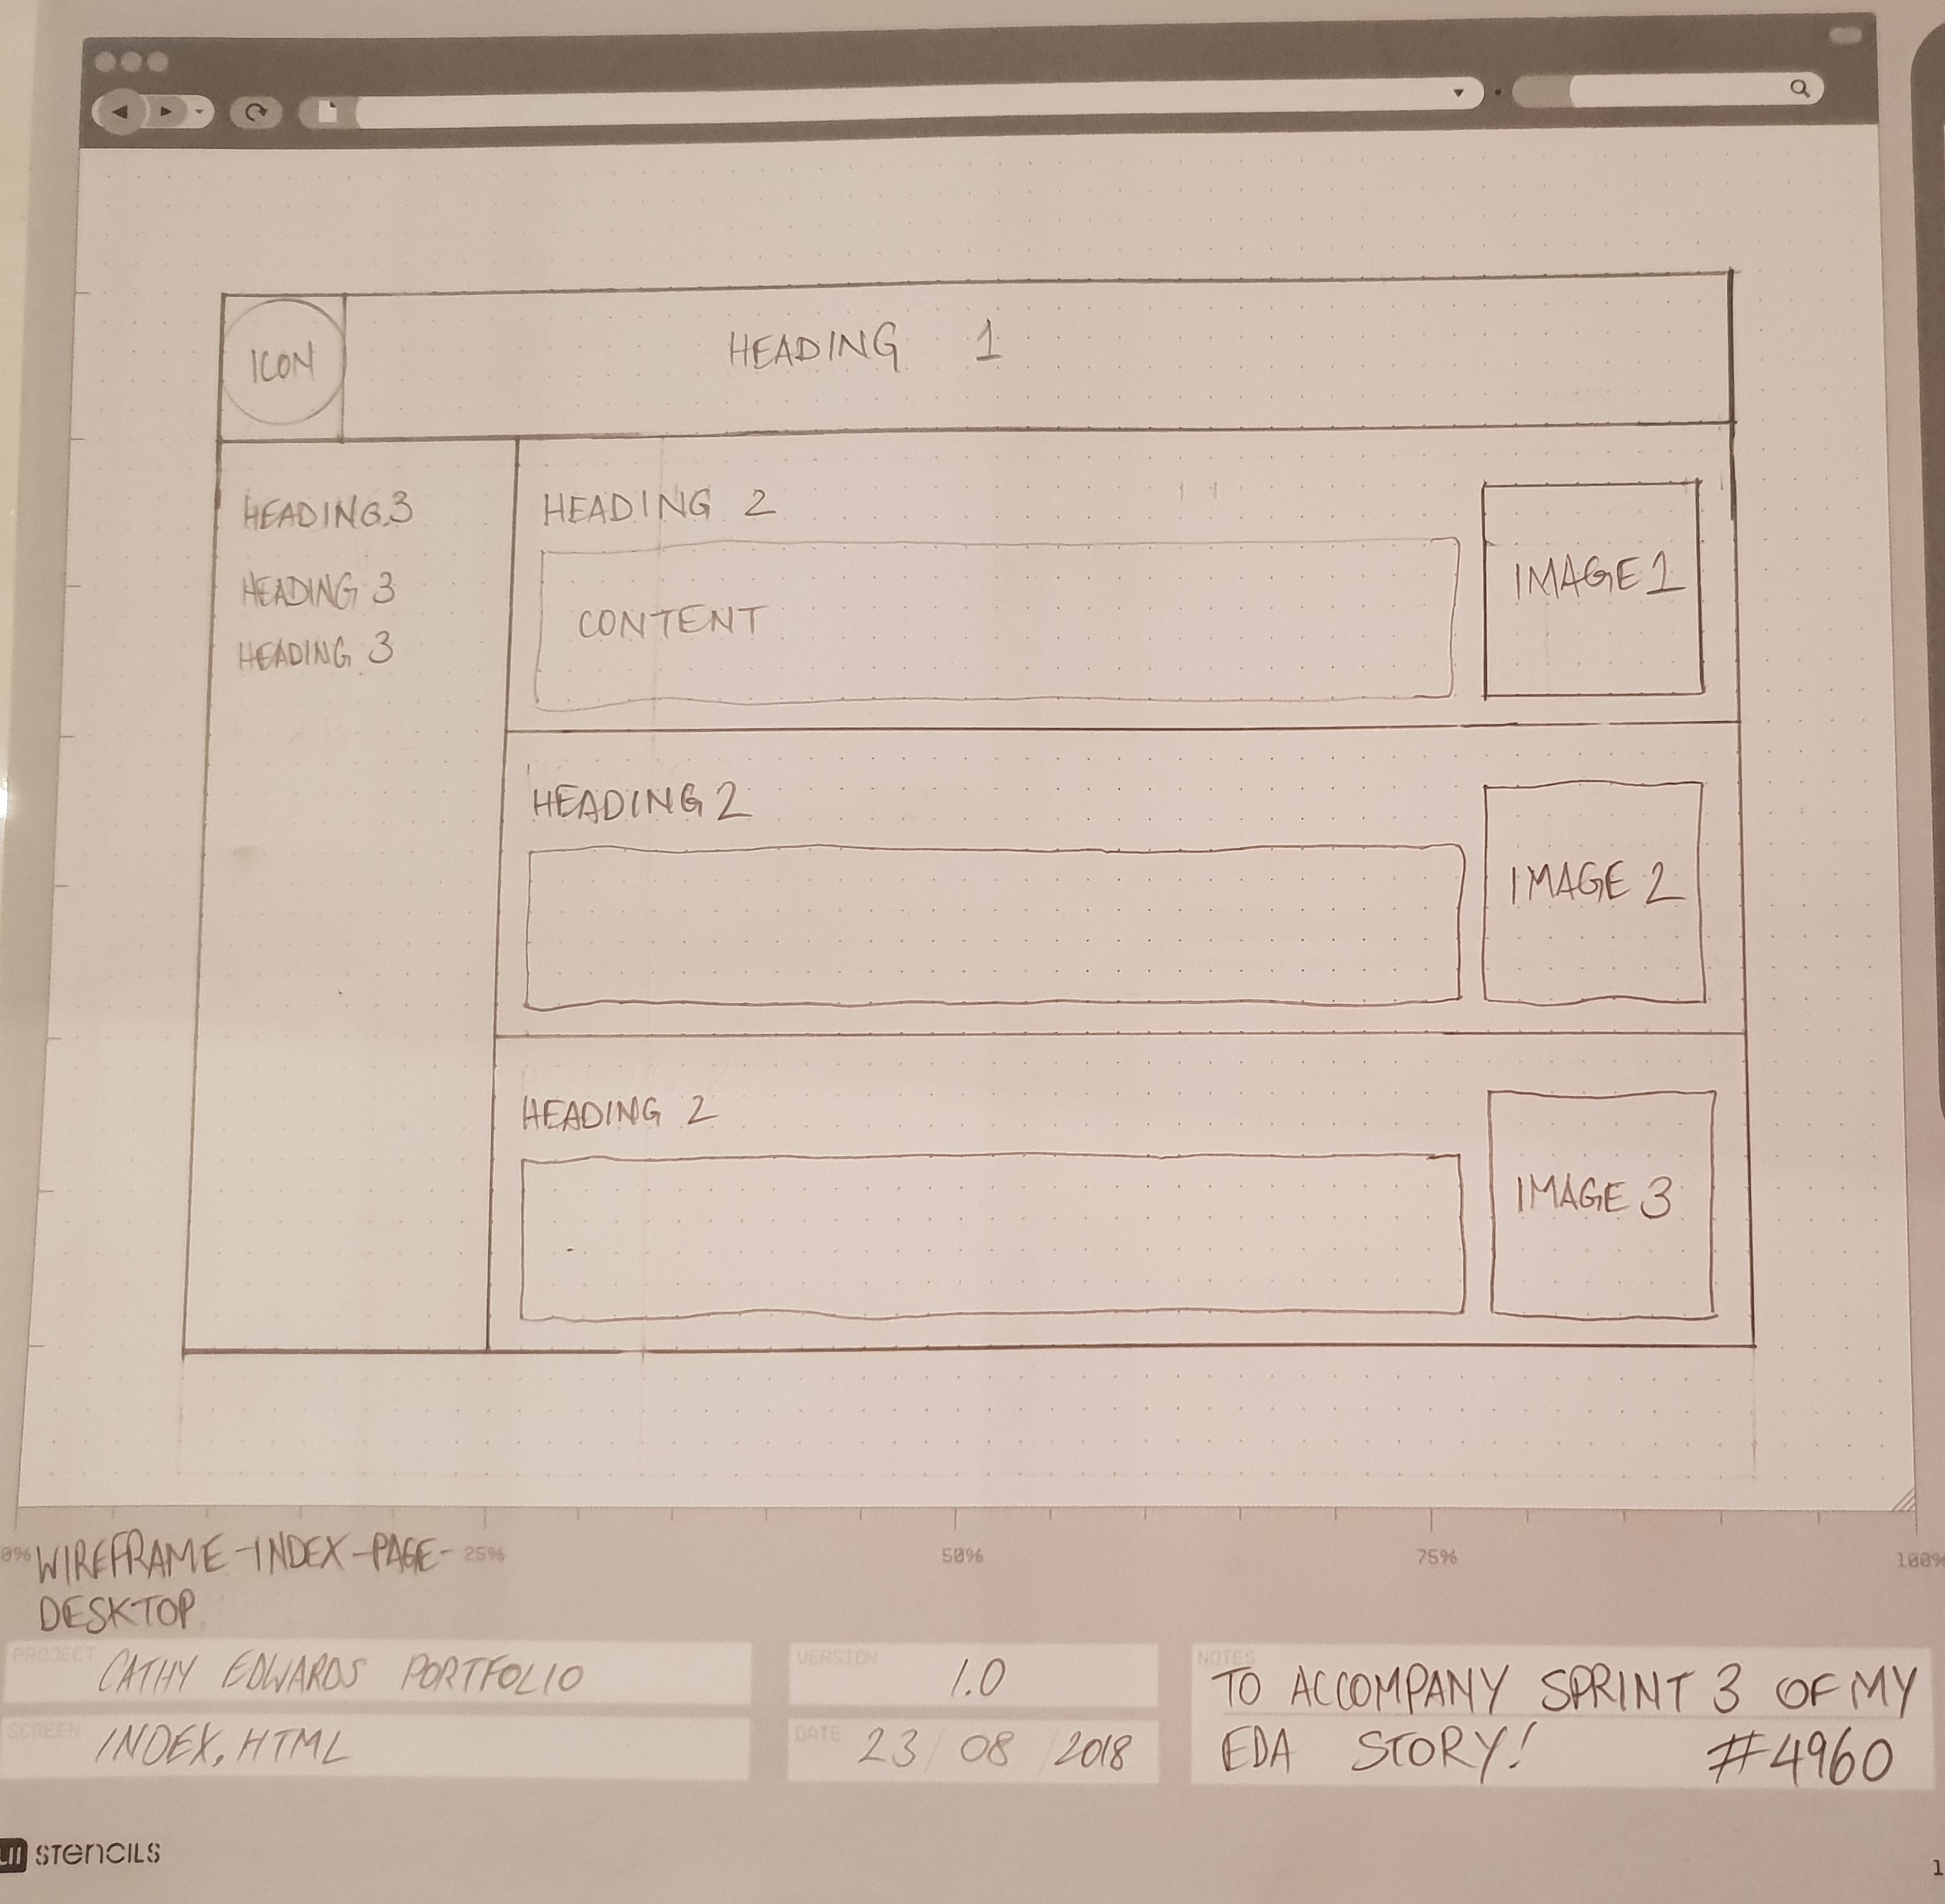 ICON
HEADING 1
HEADING 3
HEADING 3
HEADING 3
HEADING 2
CONTENT
IMAGE 1
HEADING 2
IMAGE 2
HEADING 2
IMAGE 3
0% 25% 50% 75% 100%
WIREFRAME-INDEX-PAGE-
DESKTOP.
PROJECT CATHY EDWARDS PORTFOLIO
SCREEN INDEX.HTML
VERSION 1.0
DATE 23/08/2018
NOTES
TO ACCOMPANY SPRINT 3 OF MY
EDA STORY! #4960
UI STENCILS
1